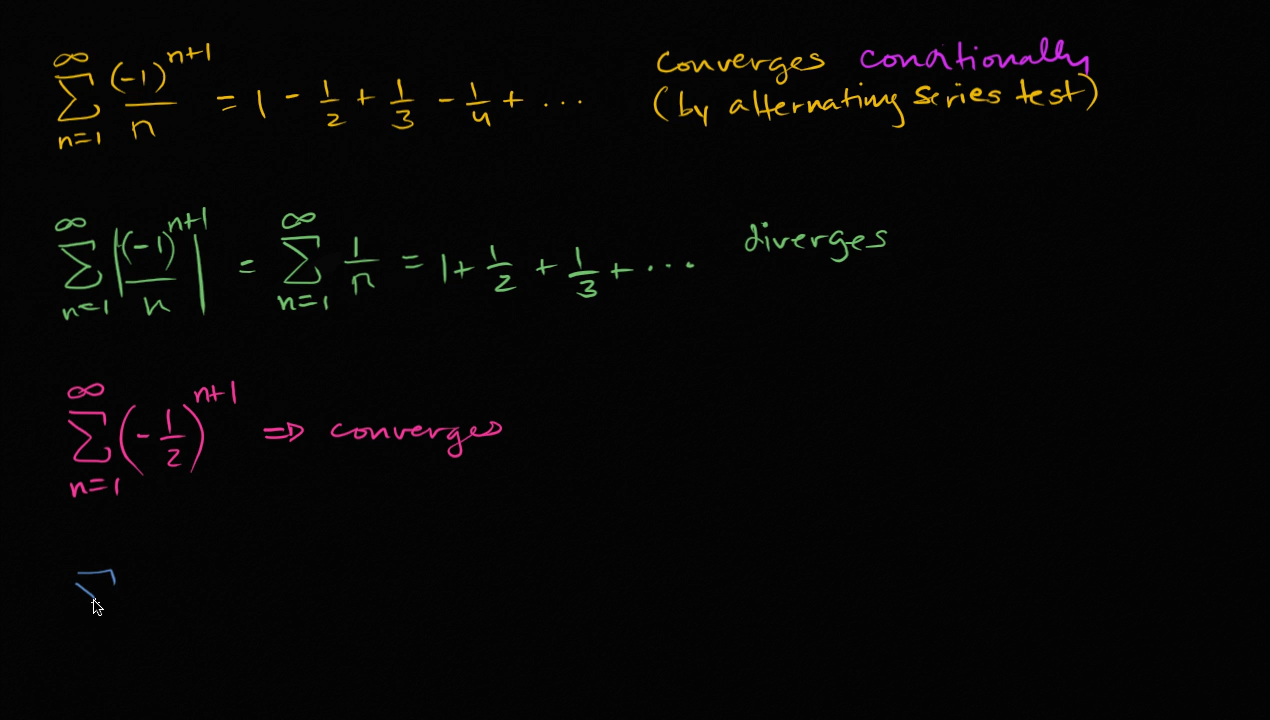 ∑_{n=1}^{∞} (-1)^{n+1}/n = 1 - 1/2 + 1/3 - 1/4 + ... converges conditionally
(by alternating series test)
∑_{n=1}^{∞} |(-1)^{n+1}/n| = ∑_{n=1}^{∞} 1/n = 1 + 1/2 + 1/3 + ... diverges
∑_{n=1}^{∞} (-1/2)^{n+1} ⇒ converges